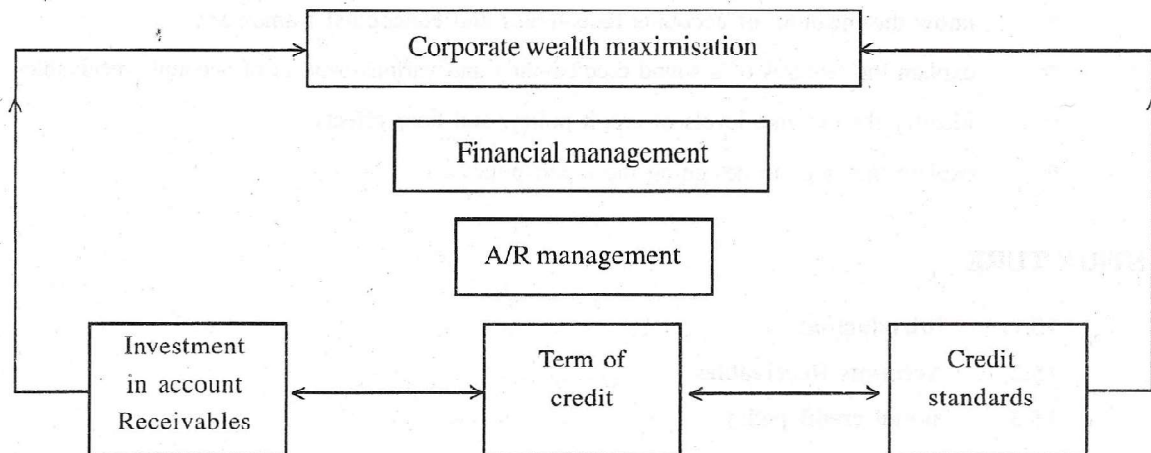 Corporate wealth maximisation
Financial management
A/R management
Investment
in account
Receivables
Term of
credit
Credit
standards